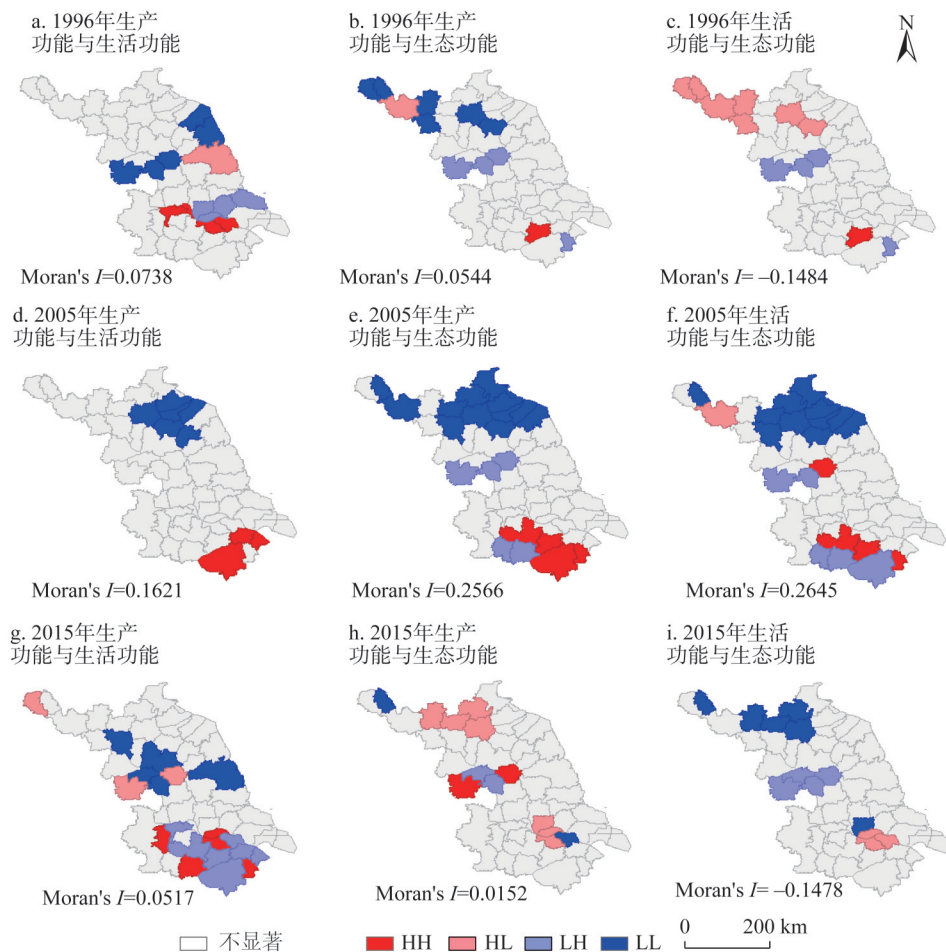 a. 1996年生产
功能与生活功能
b. 1996年生产
功能与生态功能
c. 1996年生活
功能与生态功能
N
Moran's I=0.0738
Moran's I=0.0544
Moran's I= –0.1484
d. 2005年生产
功能与生活功能
e. 2005年生产
功能与生态功能
f. 2005年生活
功能与生态功能
Moran's I=0.1621
Moran's I=0.2566
Moran's I=0.2645
g. 2015年生产
功能与生活功能
h. 2015年生产
功能与生态功能
i. 2015年生活
功能与生态功能
Moran's I=0.0517
Moran's I=0.0152
Moran's I= –0.1478
不显著 HH HL LH LL
0 200 km